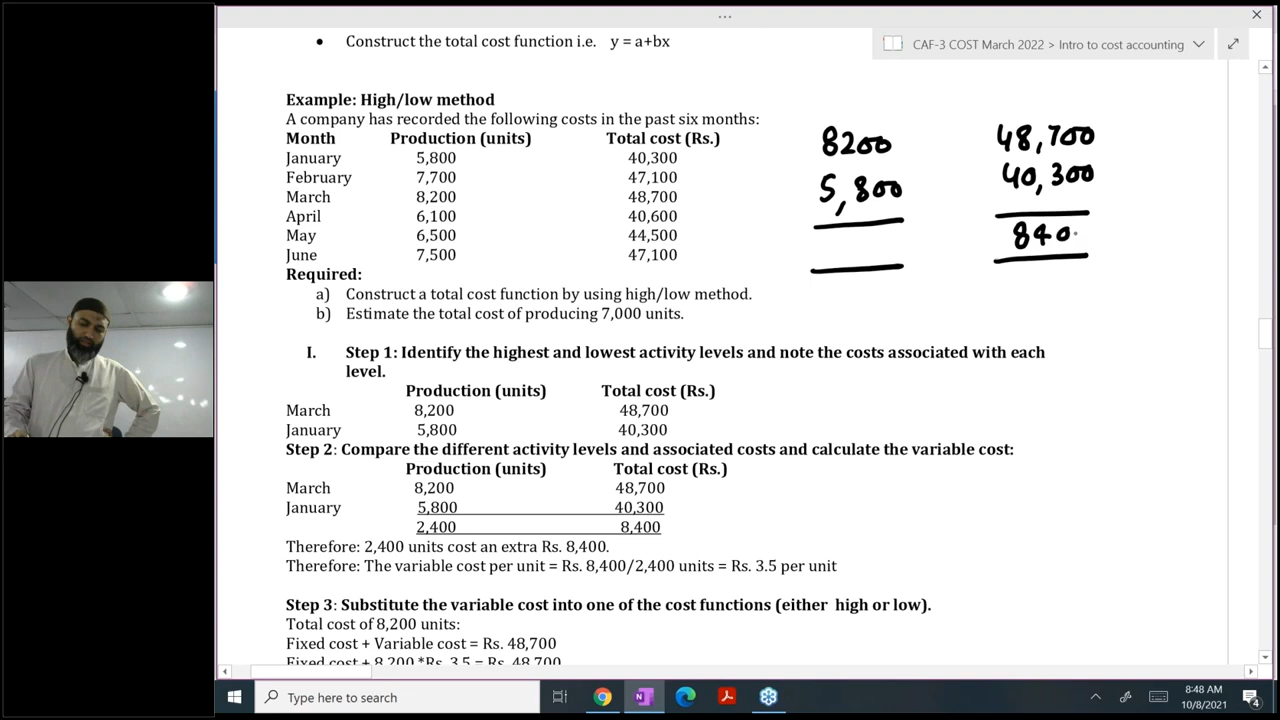 ...
• Construct the total cost function i.e. y = a+bx
CAF-3 COST March 2022 > Intro to cost accounting
Example: High/low method
A company has recorded the following costs in the past six months:
Month Production (units) Total cost (Rs.)
January 5,800 40,300
February 7,700 47,100
March 8,200 48,700
April 6,100 40,600
May 6,500 44,500
June 7,500 47,100
8200 48,700
5,800 40,300
840
Required:
a) Construct a total cost function by using high/low method.
b) Estimate the total cost of producing 7,000 units.
I. Step 1: Identify the highest and lowest activity levels and note the costs associated with each
level.
Production (units) Total cost (Rs.)
March 8,200 48,700
January 5,800 40,300
Step 2: Compare the different activity levels and associated costs and calculate the variable cost:
Production (units) Total cost (Rs.)
March 8,200 48,700
January 5,800 40,300
2,400 8,400
Therefore: 2,400 units cost an extra Rs. 8,400.
Therefore: The variable cost per unit = Rs. 8,400/2,400 units = Rs. 3.5 per unit
Step 3: Substitute the variable cost into one of the cost functions (either high or low).
Total cost of 8,200 units:
Fixed cost + Variable cost = Rs. 48,700
Fixed cost + 8,200 *Rs. 3.5 = Rs. 48,700
Type here to search
8:48 AM
10/8/2021
4